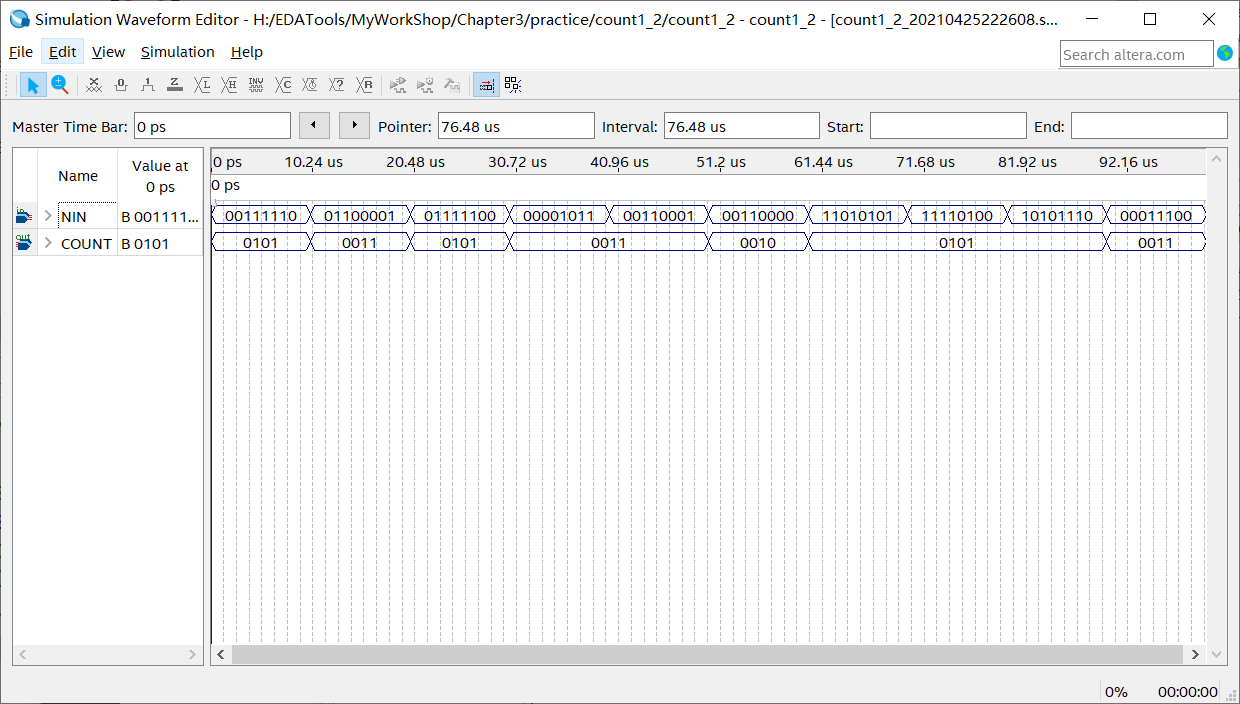 Simulation Waveform Editor - H:/EDATools/MyWorkShop/Chapter3/practice/count1_2/count1_2 - count1_2 - [count1_2_20210425222608.s...
File Edit View Simulation Help
Search altera.com
Master Time Bar: 0 ps Pointer: 76.48 us Interval: 76.48 us Start: End:
Name
Value at
0 ps
0 ps 10.24 us 20.48 us 30.72 us 40.96 us 51.2 us 61.44 us 71.68 us 81.92 us 92.16 us
0 ps
NIN B 001111... 00111110 01100001 01111100 00001011 00110001 00110000 11010101 11110100 10101110 00011100
COUNT B 0101 0101 0011 0101 0011 0010 0101 0011
0% 00:00:00